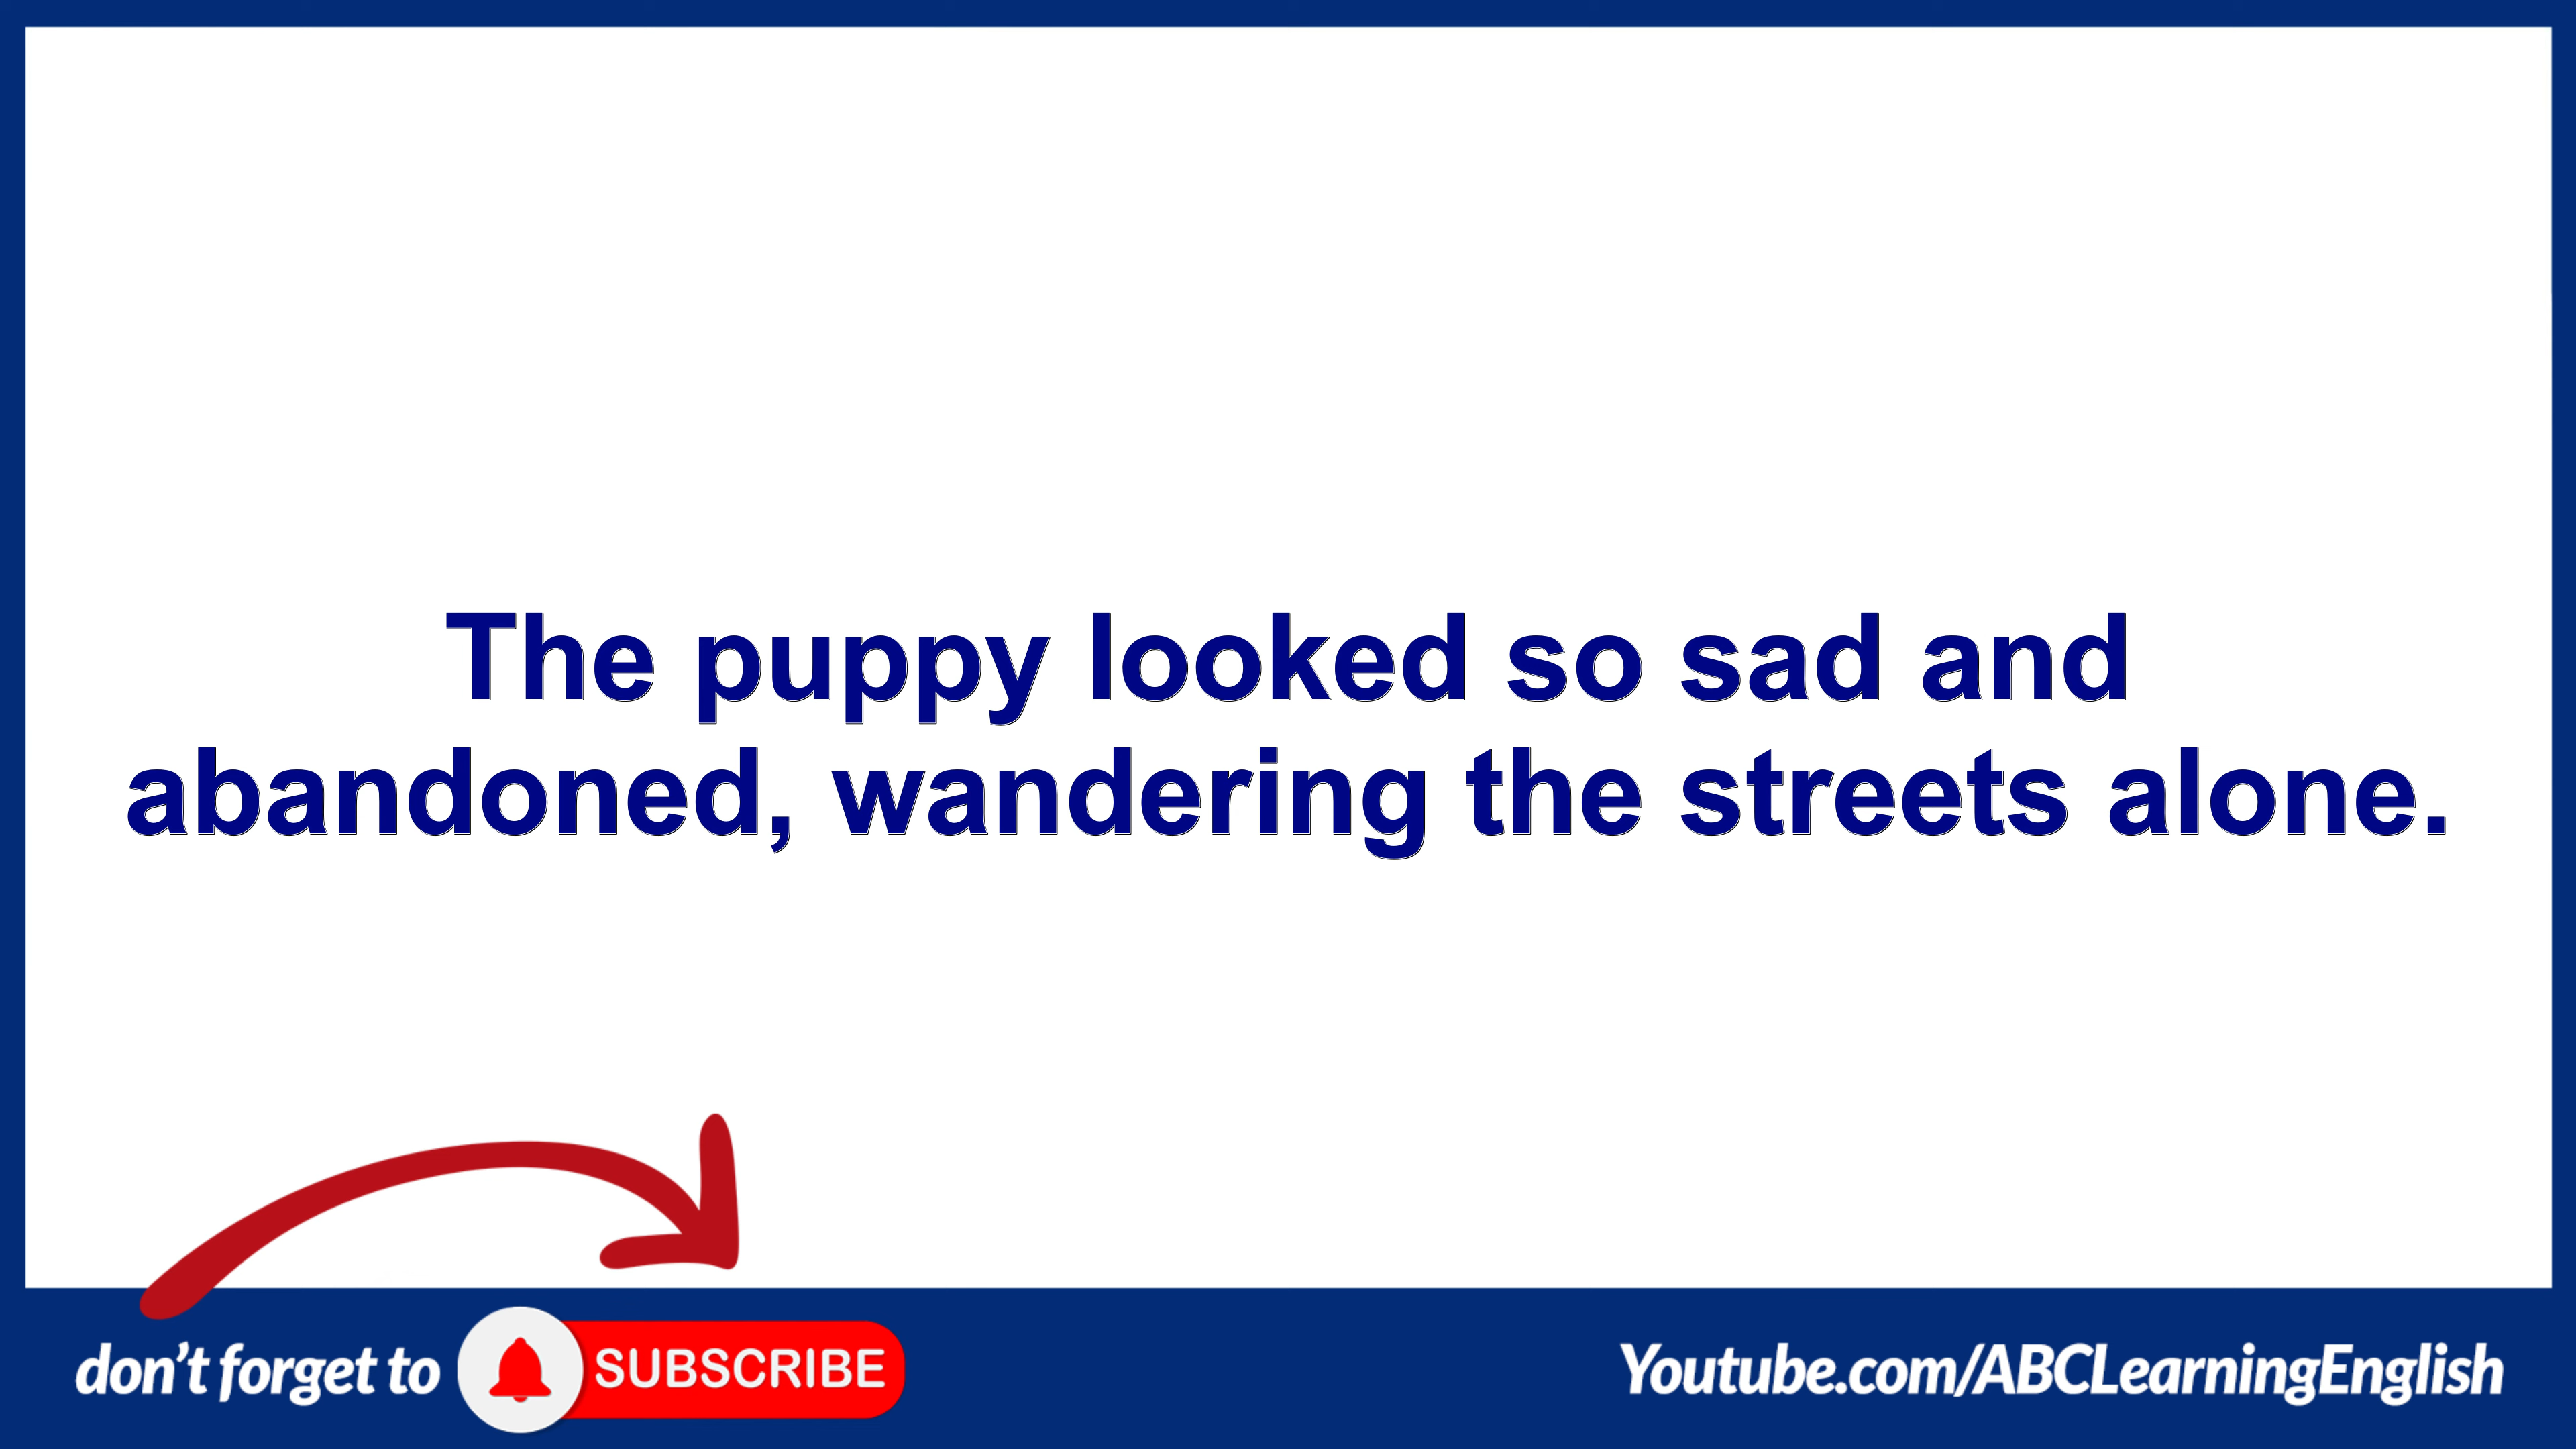 The puppy looked so sad and
abandoned, wandering the streets alone.
don't forget to SUBSCRIBE
Youtube.com/ABCLearningEnglish